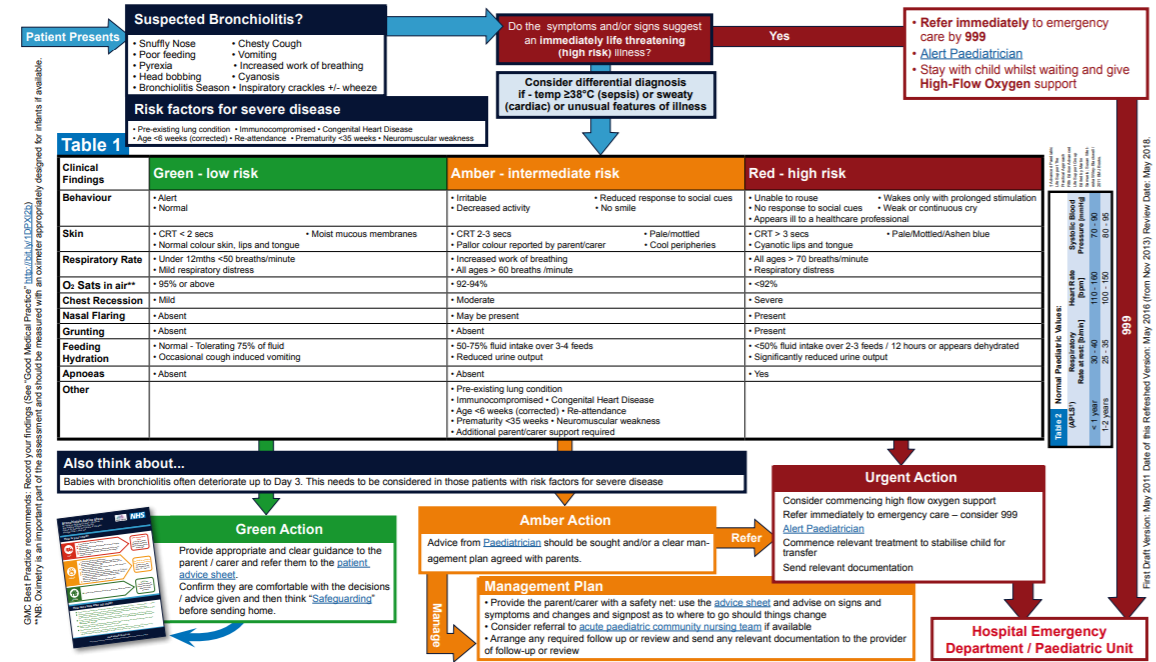 Patient Presents
Suspected Bronchiolitis?
• Snuffly Nose • Chesty Cough
• Poor feeding • Vomiting
• Pyrexia • Increased work of breathing
• Head bobbing • Cyanosis
• Bronchiolitis Season • Inspiratory crackles +/- wheeze
Risk factors for severe disease
• Pre-existing lung condition • Immunocompromised • Congenital Heart Disease
• Age <6 weeks (corrected) • Re-attendance • Prematurity <35 weeks • Neuromuscular weakness
Do the symptoms and/or signs suggest
an immediately life threatening
(high risk) illness?
Yes
• Refer immediately to emergency
care by 999
• Alert Paediatrician
• Stay with child whilst waiting and give
High-Flow Oxygen support
Consider differential diagnosis
if - temp ≥38°C (sepsis) or sweaty
(cardiac) or unusual features of illness
999
Table 1
Clinical
Findings
Green - low risk
Amber - intermediate risk
Red - high risk
Behaviour
• Alert
• Normal
• Irritable • Reduced response to social cues
• Decreased activity • No smile
• Unable to rouse • Wakes only with prolonged stimulation
• No response to social cues • Weak or continuous cry
• Appears ill to a healthcare professional
Skin
• CRT < 2 secs • Moist mucous membranes
• Normal colour skin, lips and tongue
• CRT 2-3 secs • Pale/mottled
• Pallor colour reported by parent/carer • Cool peripheries
• CRT > 3 secs • Pale/Mottled/Ashen blue
• Cyanotic lips and tongue
Respiratory Rate
• Under 12mths <50 breaths/minute
• Mild respiratory distress
• Increased work of breathing
• All ages > 60 breaths /minute
• All ages > 70 breaths/minute
• Respiratory distress
O₂ Sats in air**
• 95% or above
• 92-94%
• <92%
Chest Recession
• Mild
• Moderate
• Severe
Nasal Flaring
• Absent
• May be present
• Present
Grunting
• Absent
• Absent
• Present
Feeding
Hydration
• Normal - Tolerating 75% of fluid
• Occasional cough induced vomiting
• 50-75% fluid intake over 3-4 feeds
• Reduced urine output
• <50% fluid intake over 2-3 feeds / 12 hours or appears dehydrated
• Significantly reduced urine output
Apnoeas
• Absent
• Absent
• Yes
Other
• Pre-existing lung condition
• Immunocompromised • Congenital Heart Disease
• Age <6 weeks (corrected) • Re-attendance
• Prematurity <35 weeks • Neuromuscular weakness
• Additional parent/carer support required
Table 2 Normal Paediatric Values:
(APLS†) Respiratory Rate at rest: [b/min] Heart Rate [bpm] Systolic Blood Pressure [mmHg]
< 1 year 30 - 40 110 - 160 70 - 90
1-2 years 25 - 35 100 - 150 80 - 95
Also think about...
Babies with bronchiolitis often deteriorate up to Day 3. This needs to be considered in those patients with risk factors for severe disease
NHS
Green Action
Provide appropriate and clear guidance to the
parent / carer and refer them to the patient
advice sheet.
Confirm they are comfortable with the decisions
/ advice given and then think “Safeguarding”
before sending home.
Amber Action
Advice from Paediatrician should be sought and/or a clear man-
agement plan agreed with parents.
Refer
Manage
Management Plan
• Provide the parent/carer with a safety net: use the advice sheet and advise on signs and
symptoms and changes and signpost as to where to go should things change
• Consider referral to acute paediatric community nursing team if available
• Arrange any required follow up or review and send any relevant documentation to the provider
of follow-up or review
Urgent Action
Consider commencing high flow oxygen support
Refer immediately to emergency care – consider 999
Alert Paediatrician
Commence relevant treatment to stabilise child for
transfer
Send relevant documentation
Hospital Emergency
Department / Paediatric Unit
GMC Best Practice recommends: Record your findings (See “Good Medical Practice” http://bit.ly/1DPXl2b)
**NB: Oximetry is an important part of the assessment and should be measured with an oximeter appropriately designed for infants if available.
First Draft Version: May 2011 Date of this Refreshed Version: May 2016 (from Nov 2013) Review Date: May 2018.